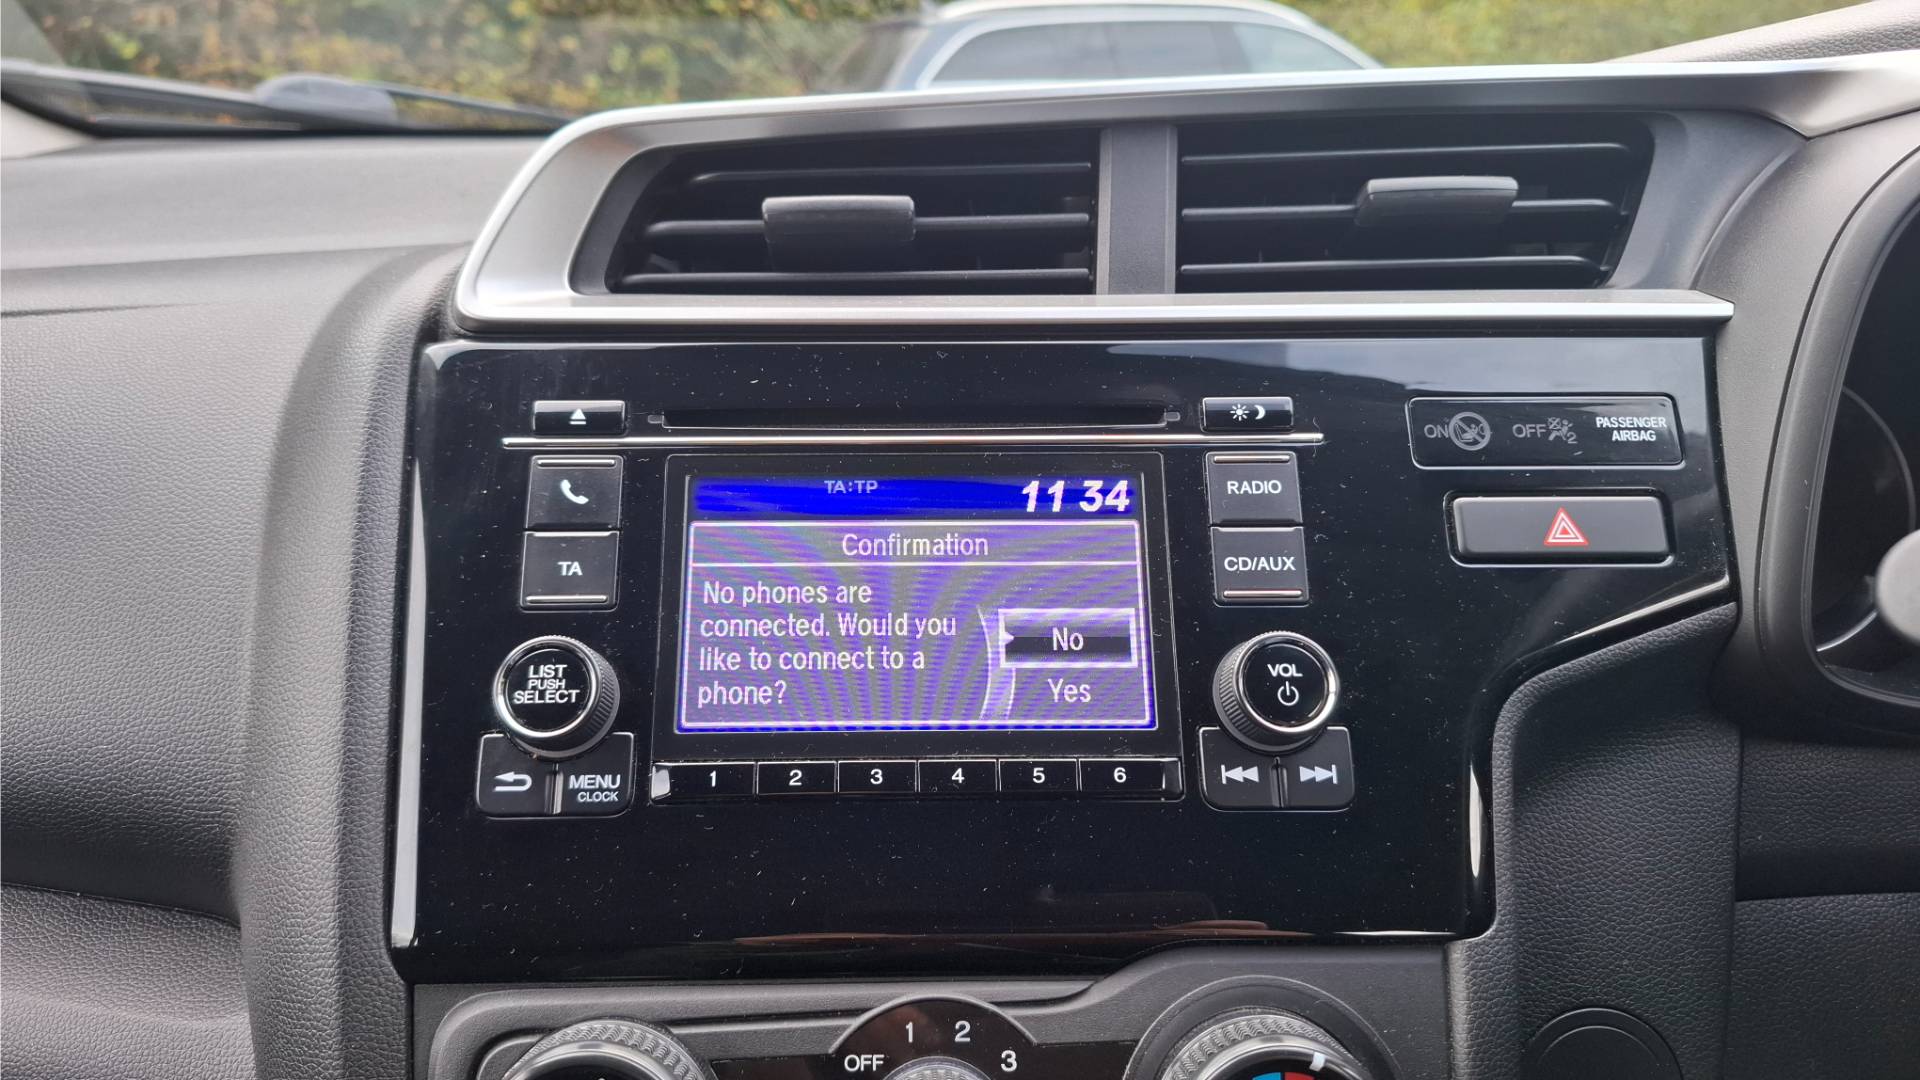 ON
OFF
2
PASSENGER
AIRBAG
RADIO
TA
CD/AUX
TA:TP
11 34
Confirmation
No phones are
connected. Would you
like to connect to a
phone?
No
Yes
LIST
PUSH
SELECT
VOL
MENU
CLOCK
1 2 3 4 5 6
OFF 1 2 3